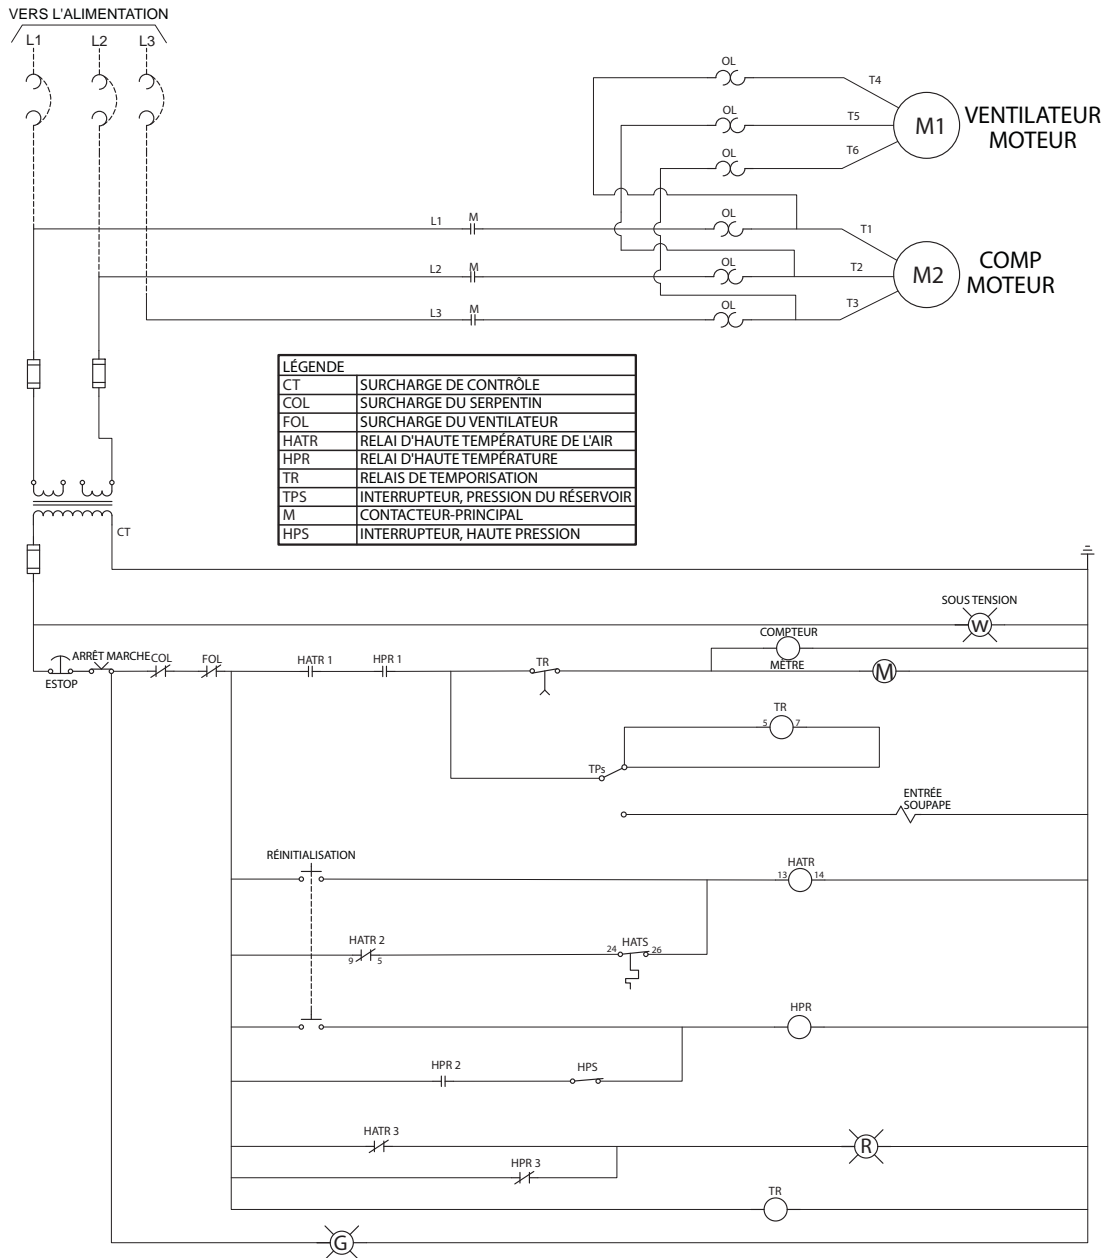 VERS L'ALIMENTATION
L1 L2 L3
OL T4
OL T5
OL T6
M1
VENTILATEUR
MOTEUR
L1 M OL T1
L2 M OL T2
L3 M OL T3
M2
COMP
MOTEUR
LÉGENDE
CT SURCHARGE DE CONTRÔLE
COL SURCHARGE DU SERPENTIN
FOL SURCHARGE DU VENTILATEUR
HATR RELAI D'HAUTE TEMPÉRATURE DE L'AIR
HPR RELAI D'HAUTE TEMPÉRATURE
TR RELAIS DE TEMPORISATION
TPS INTERRUPTEUR, PRESSION DU RÉSERVOIR
M CONTACTEUR-PRINCIPAL
HPS INTERRUPTEUR, HAUTE PRESSION
CT
SOUS TENSION
W
COMPTEUR
MÈTRE
ARRÊT MARCHE COL FOL HATR 1 HPR 1 TR
M
ESTOP
TR
5 7
TPs
ENTRÉE
SOUPAPE
RÉINITIALISATION
HATR
13 14
HATR 2
9 5
HATS
24 26
HPR
HPR 2 HPS
HATR 3
R
HPR 3
TR
G